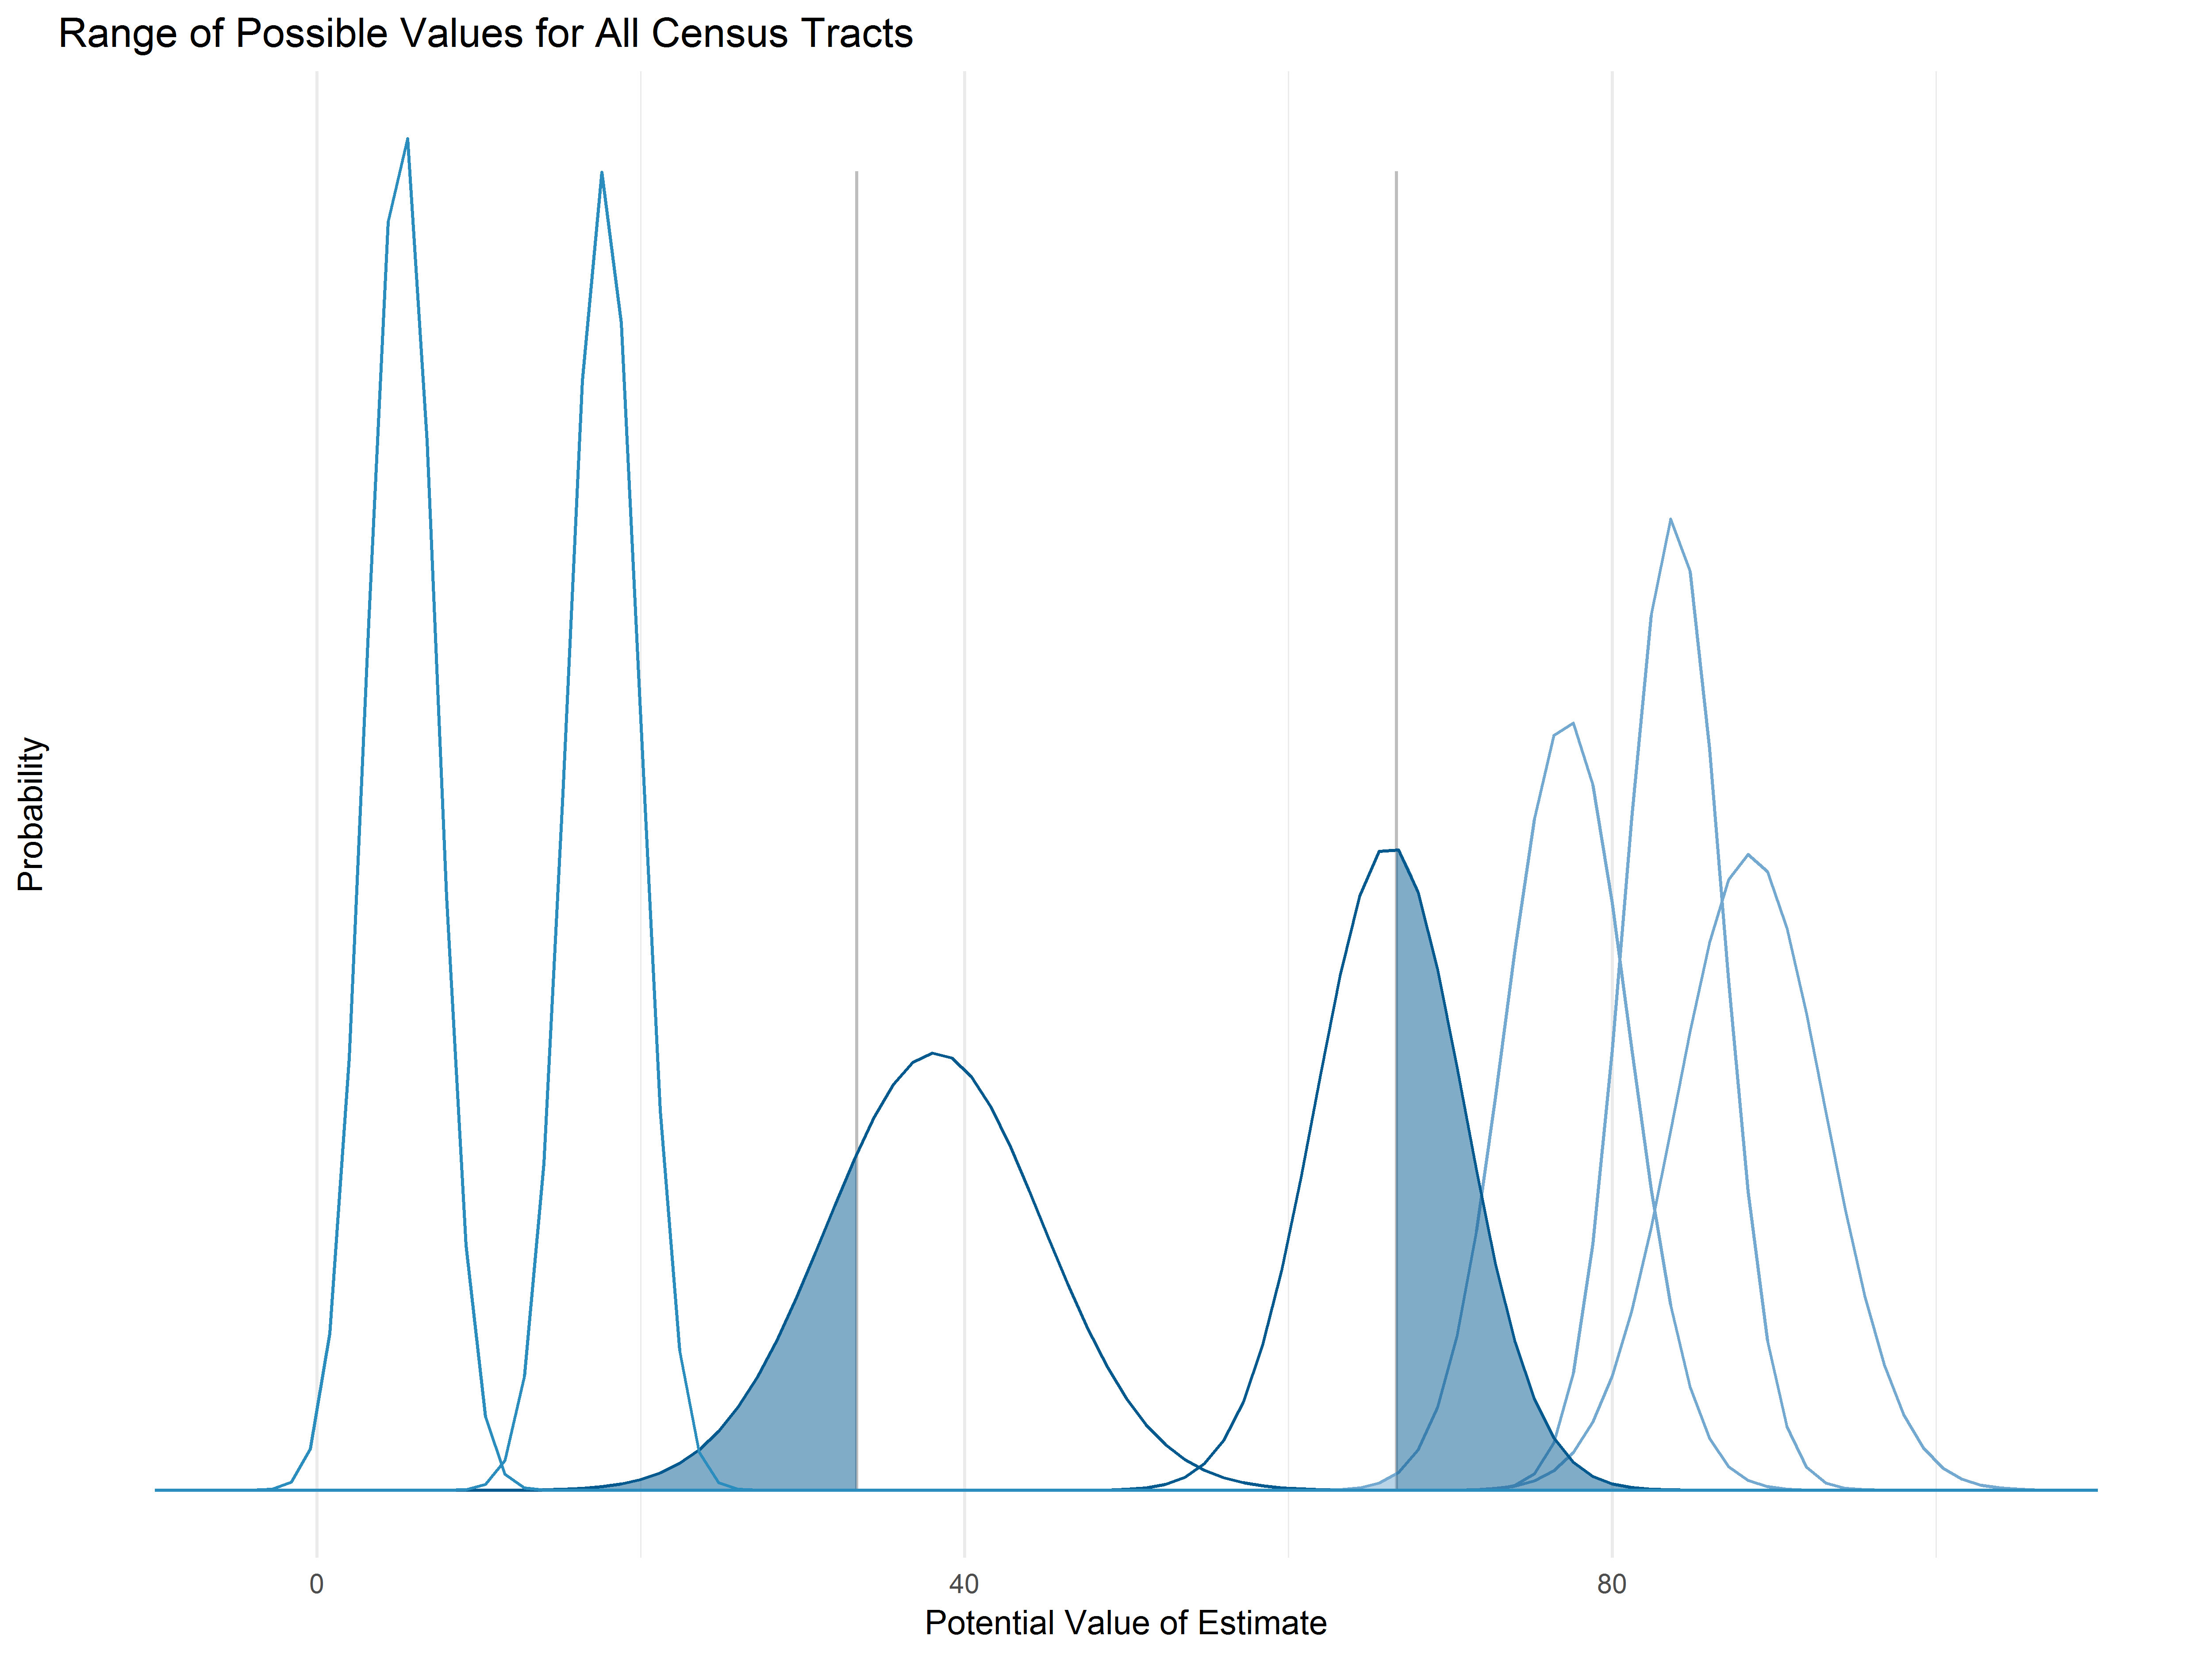 Range of Possible Values for All Census Tracts
Probability
0 40 80
Potential Value of Estimate